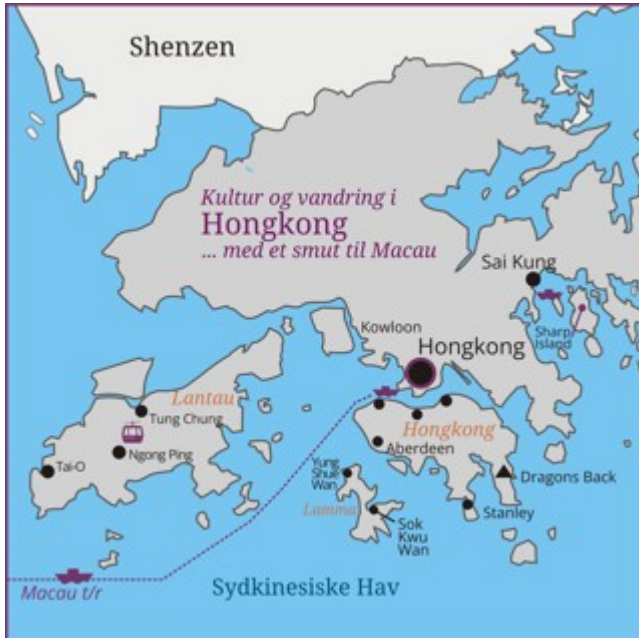 Shenzen
Kultur og vandring i
Hongkong
... med et smut til Macau
Sai Kung
Sharp
Island
Kowloon
Hongkong
Lantau
Tung Chung
Hongkong
Aberdeen
Ngong Ping
Tai-O
Yung
Shue
Wan
Dragons Back
Lamma
Stanley
Sok
Kwu
Wan
Sydkinesiske Hav
Macau t/r